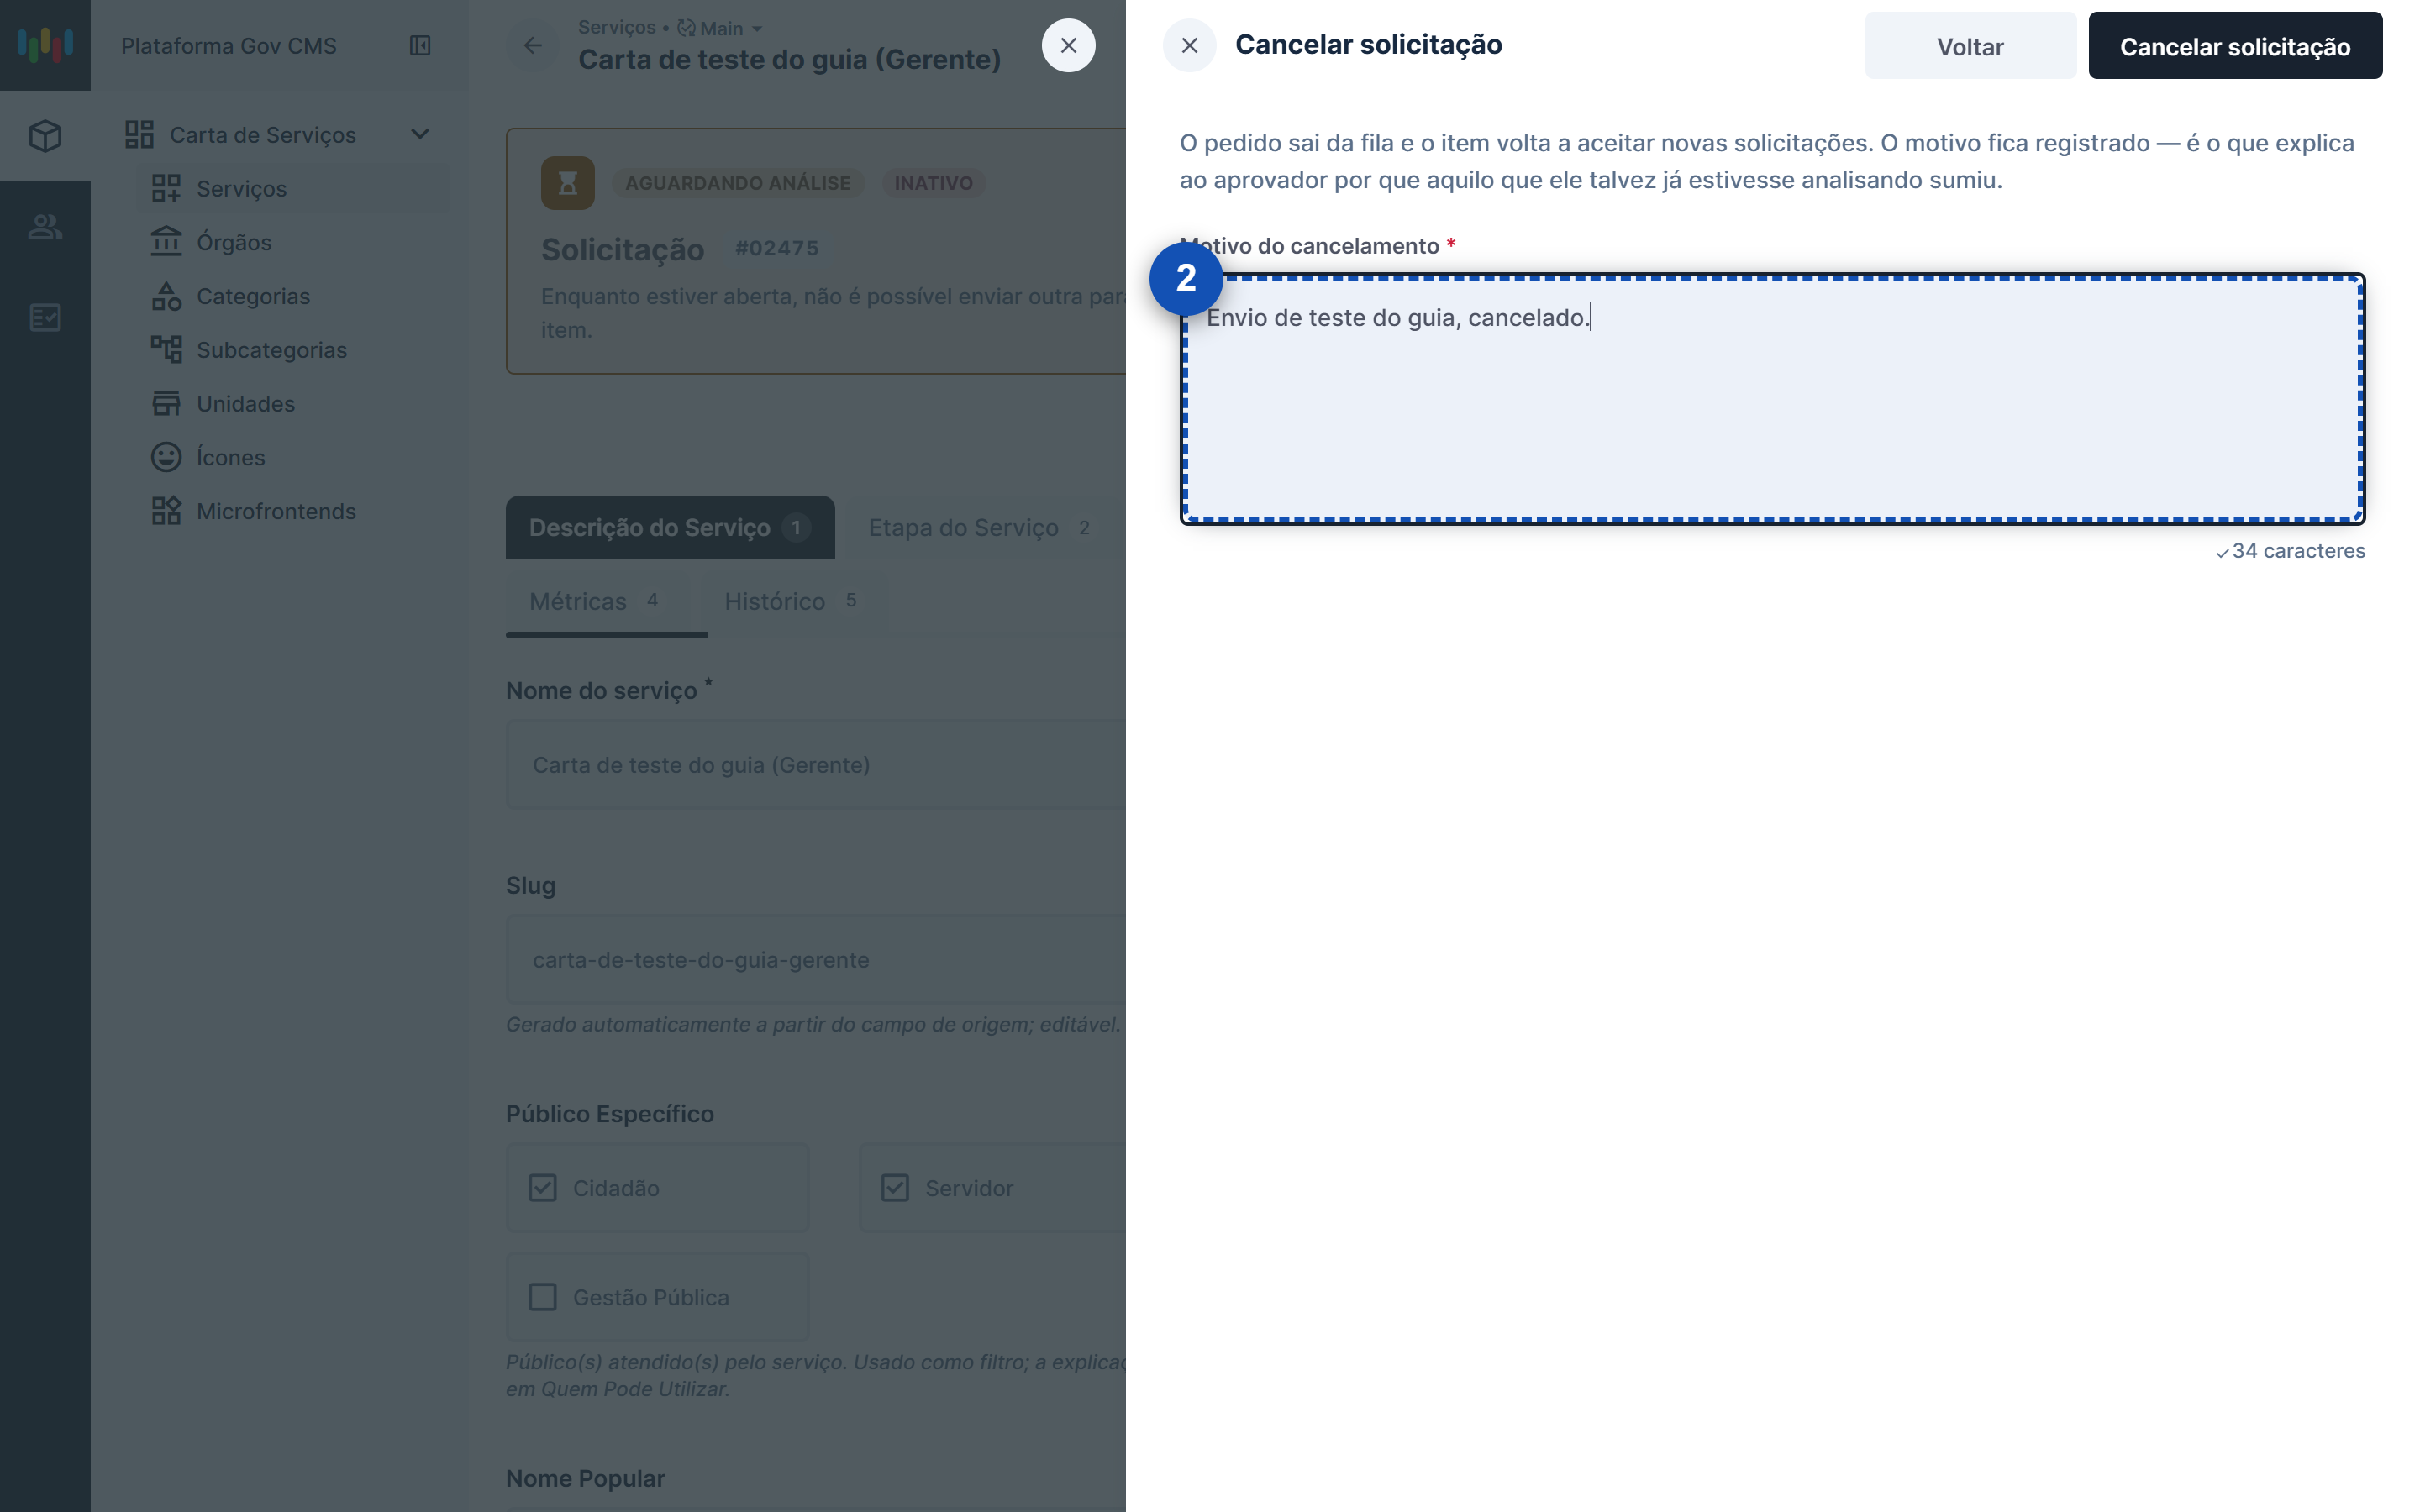 Plataforma Gov CMS
Carta de Serviços
Serviços
Órgãos
Categorias
Subcategorias
Unidades
Ícones
Microfrontends
Serviços • Main
Carta de teste do guia (Gerente)
AGUARDANDO ANÁLISE INATIVO
Solicitação #02475
Enquanto estiver aberta, não é possível enviar outra par
item.
Descrição do Serviço 1 Etapa do Serviço 2
Métricas 4 Histórico 5
Nome do serviço *
Carta de teste do guia (Gerente)
Slug
carta-de-teste-do-guia-gerente
Gerado automaticamente a partir do campo de origem; editável.
Público Específico
Cidadão Servidor
Gestão Pública
Público(s) atendido(s) pelo serviço. Usado como filtro; a explica
em Quem Pode Utilizar.
Nome Popular
Cancelar solicitação
Voltar
Cancelar solicitação
O pedido sai da fila e o item volta a aceitar novas solicitações. O motivo fica registrado — é o que explica
ao aprovador por que aquilo que ele talvez já estivesse analisando sumiu.
Motivo do cancelamento *
2
Envio de teste do guia, cancelado.
34 caracteres